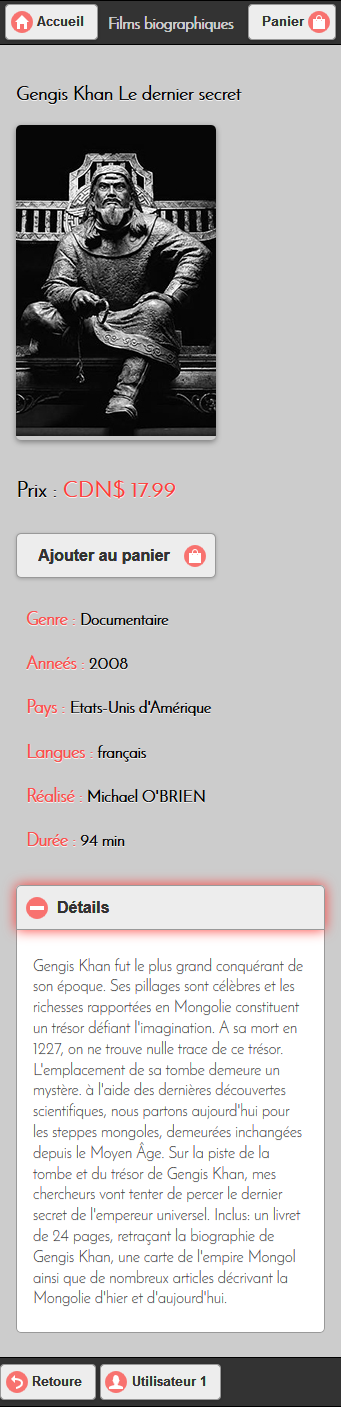 Accueil
Films biographiques
Panier
Gengis Khan Le dernier secret
Prix : CDN$ 17.99
Ajouter au panier
Genre : Documentaire
Anneés : 2008
Pays : Etats-Unis d'Amérique
Langues : français
Réalisé : Michael O'BRIEN
Durée : 94 min
Détails
Gengis Khan fut le plus grand conquérant de
son époque. Ses pillages sont célèbres et les
richesses rapportées en Mongolie constituent
un trésor défiant l'imagination. A sa mort en
1227, on ne trouve nulle trace de ce trésor.
L'emplacement de sa tombe demeure un
mystère. à l'aide des dernières découvertes
scientifiques, nous partons aujourd'hui pour
les steppes mongoles, demeurées inchangées
depuis le Moyen Âge. Sur la piste de la
tombe et du trésor de Gengis Khan, mes
chercheurs vont tenter de percer le dernier
secret de l'empereur universel. Inclus: un livret
de 24 pages, retraçant la biographie de
Gengis Khan, une carte de l'empire Mongol
ainsi que de nombreux articles décrivant la
Mongolie d'hier et d'aujourd'hui.
Retoure
Utilisateur 1